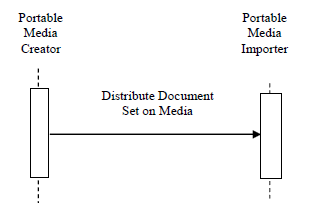 Portable
Media
Creator
Portable
Media
Importer
Distribute Document
Set on Media